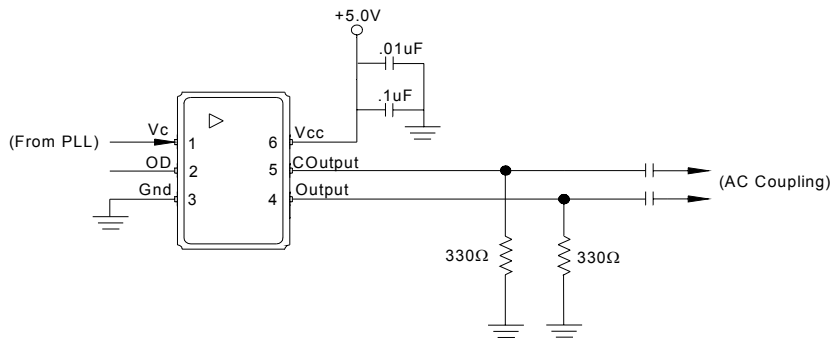 +5.0V
.01uF
.1uF
(From PLL)
Vc
1
6
Vcc
OD
2
5
COutput
(AC Coupling)
Gnd
3
4
Output
330Ω
330Ω